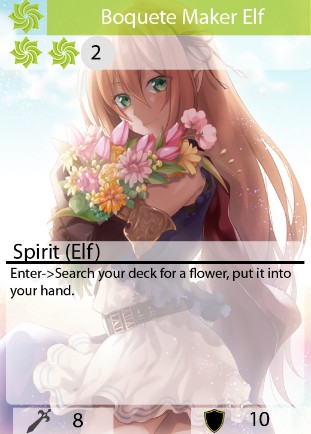 Boquete Maker Elf
2
Spirit (Elf)
Enter->Search your deck for a flower, put it into
your hand.
8 10